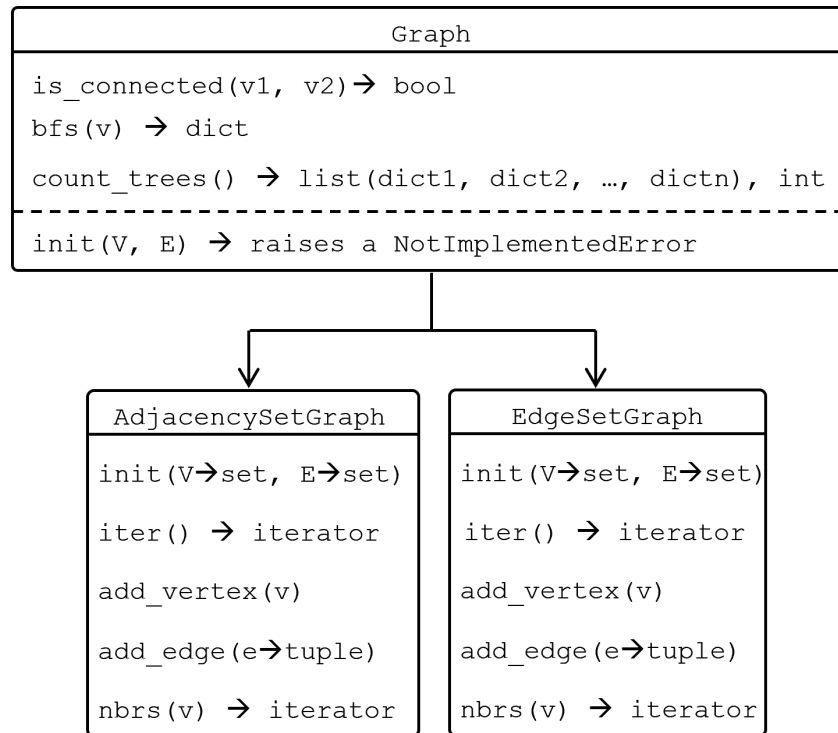 Graph
is_connected(v1, v2)→ bool
bfs(v) → dict
count_trees() → list(dict1, dict2, …, dictn), int
init(V, E) → raises a NotImplementedError
AdjacencySetGraph
init(V→set, E→set)
iter() → iterator
add_vertex(v)
add_edge(e→tuple)
nbrs(v) → iterator
EdgeSetGraph
init(V→set, E→set)
iter() → iterator
add_vertex(v)
add_edge(e→tuple)
nbrs(v) → iterator